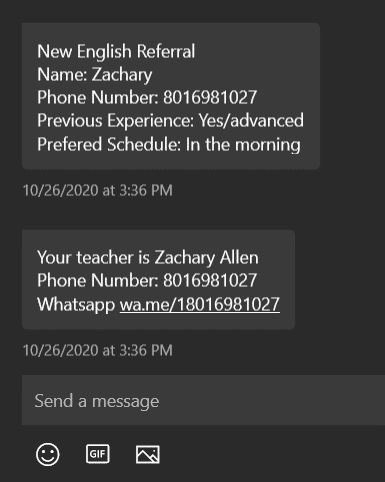 New English Referral
Name: Zachary
Phone Number: 8016981027
Previous Experience: Yes/advanced
Prefered Schedule: In the morning
10/26/2020 at 3:36 PM
Your teacher is Zachary Allen
Phone Number: 8016981027
Whatsapp wa.me/18016981027
10/26/2020 at 3:36 PM
Send a message
GIF